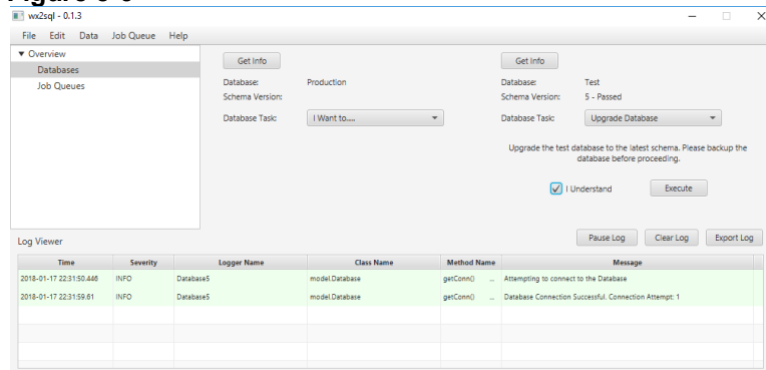 wx2sql - 0.1.3
File Edit Data Job Queue Help
Overview
Databases
Job Queues
Get Info
Database: Production
Schema Version:
Database Task: I Want to....
Get Info
Database: Test
Schema Version: 5 - Passed
Database Task: Upgrade Database
Upgrade the test database to the latest schema. Please backup the
database before proceeding.
I Understand Execute
Log Viewer
Pause Log Clear Log Export Log
Time Severity Logger Name Class Name Method Name Message
2018-01-17 22:31:50.446 INFO Database5 model.Database getConn() ... Attempting to connect to the Database
2018-01-17 22:31:59.61 INFO Database5 model.Database getConn() ... Database Connection Successful. Connection Attempt: 1